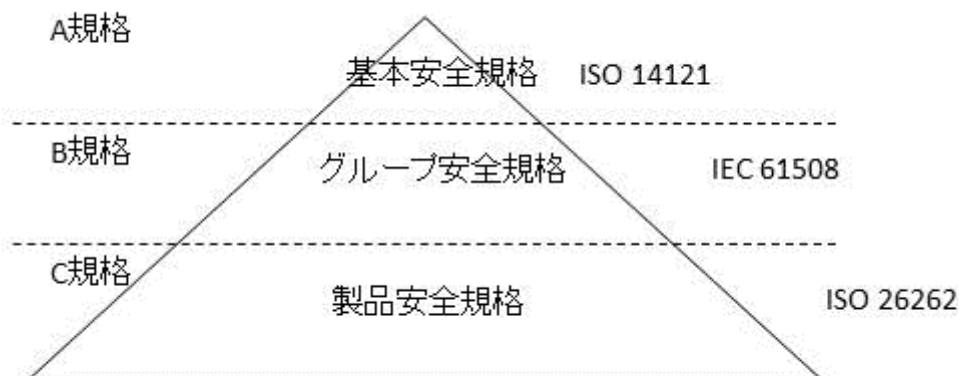 A規格
基本安全規格 ISO 14121
B規格
グループ安全規格 IEC 61508
C規格
製品安全規格 ISO 26262